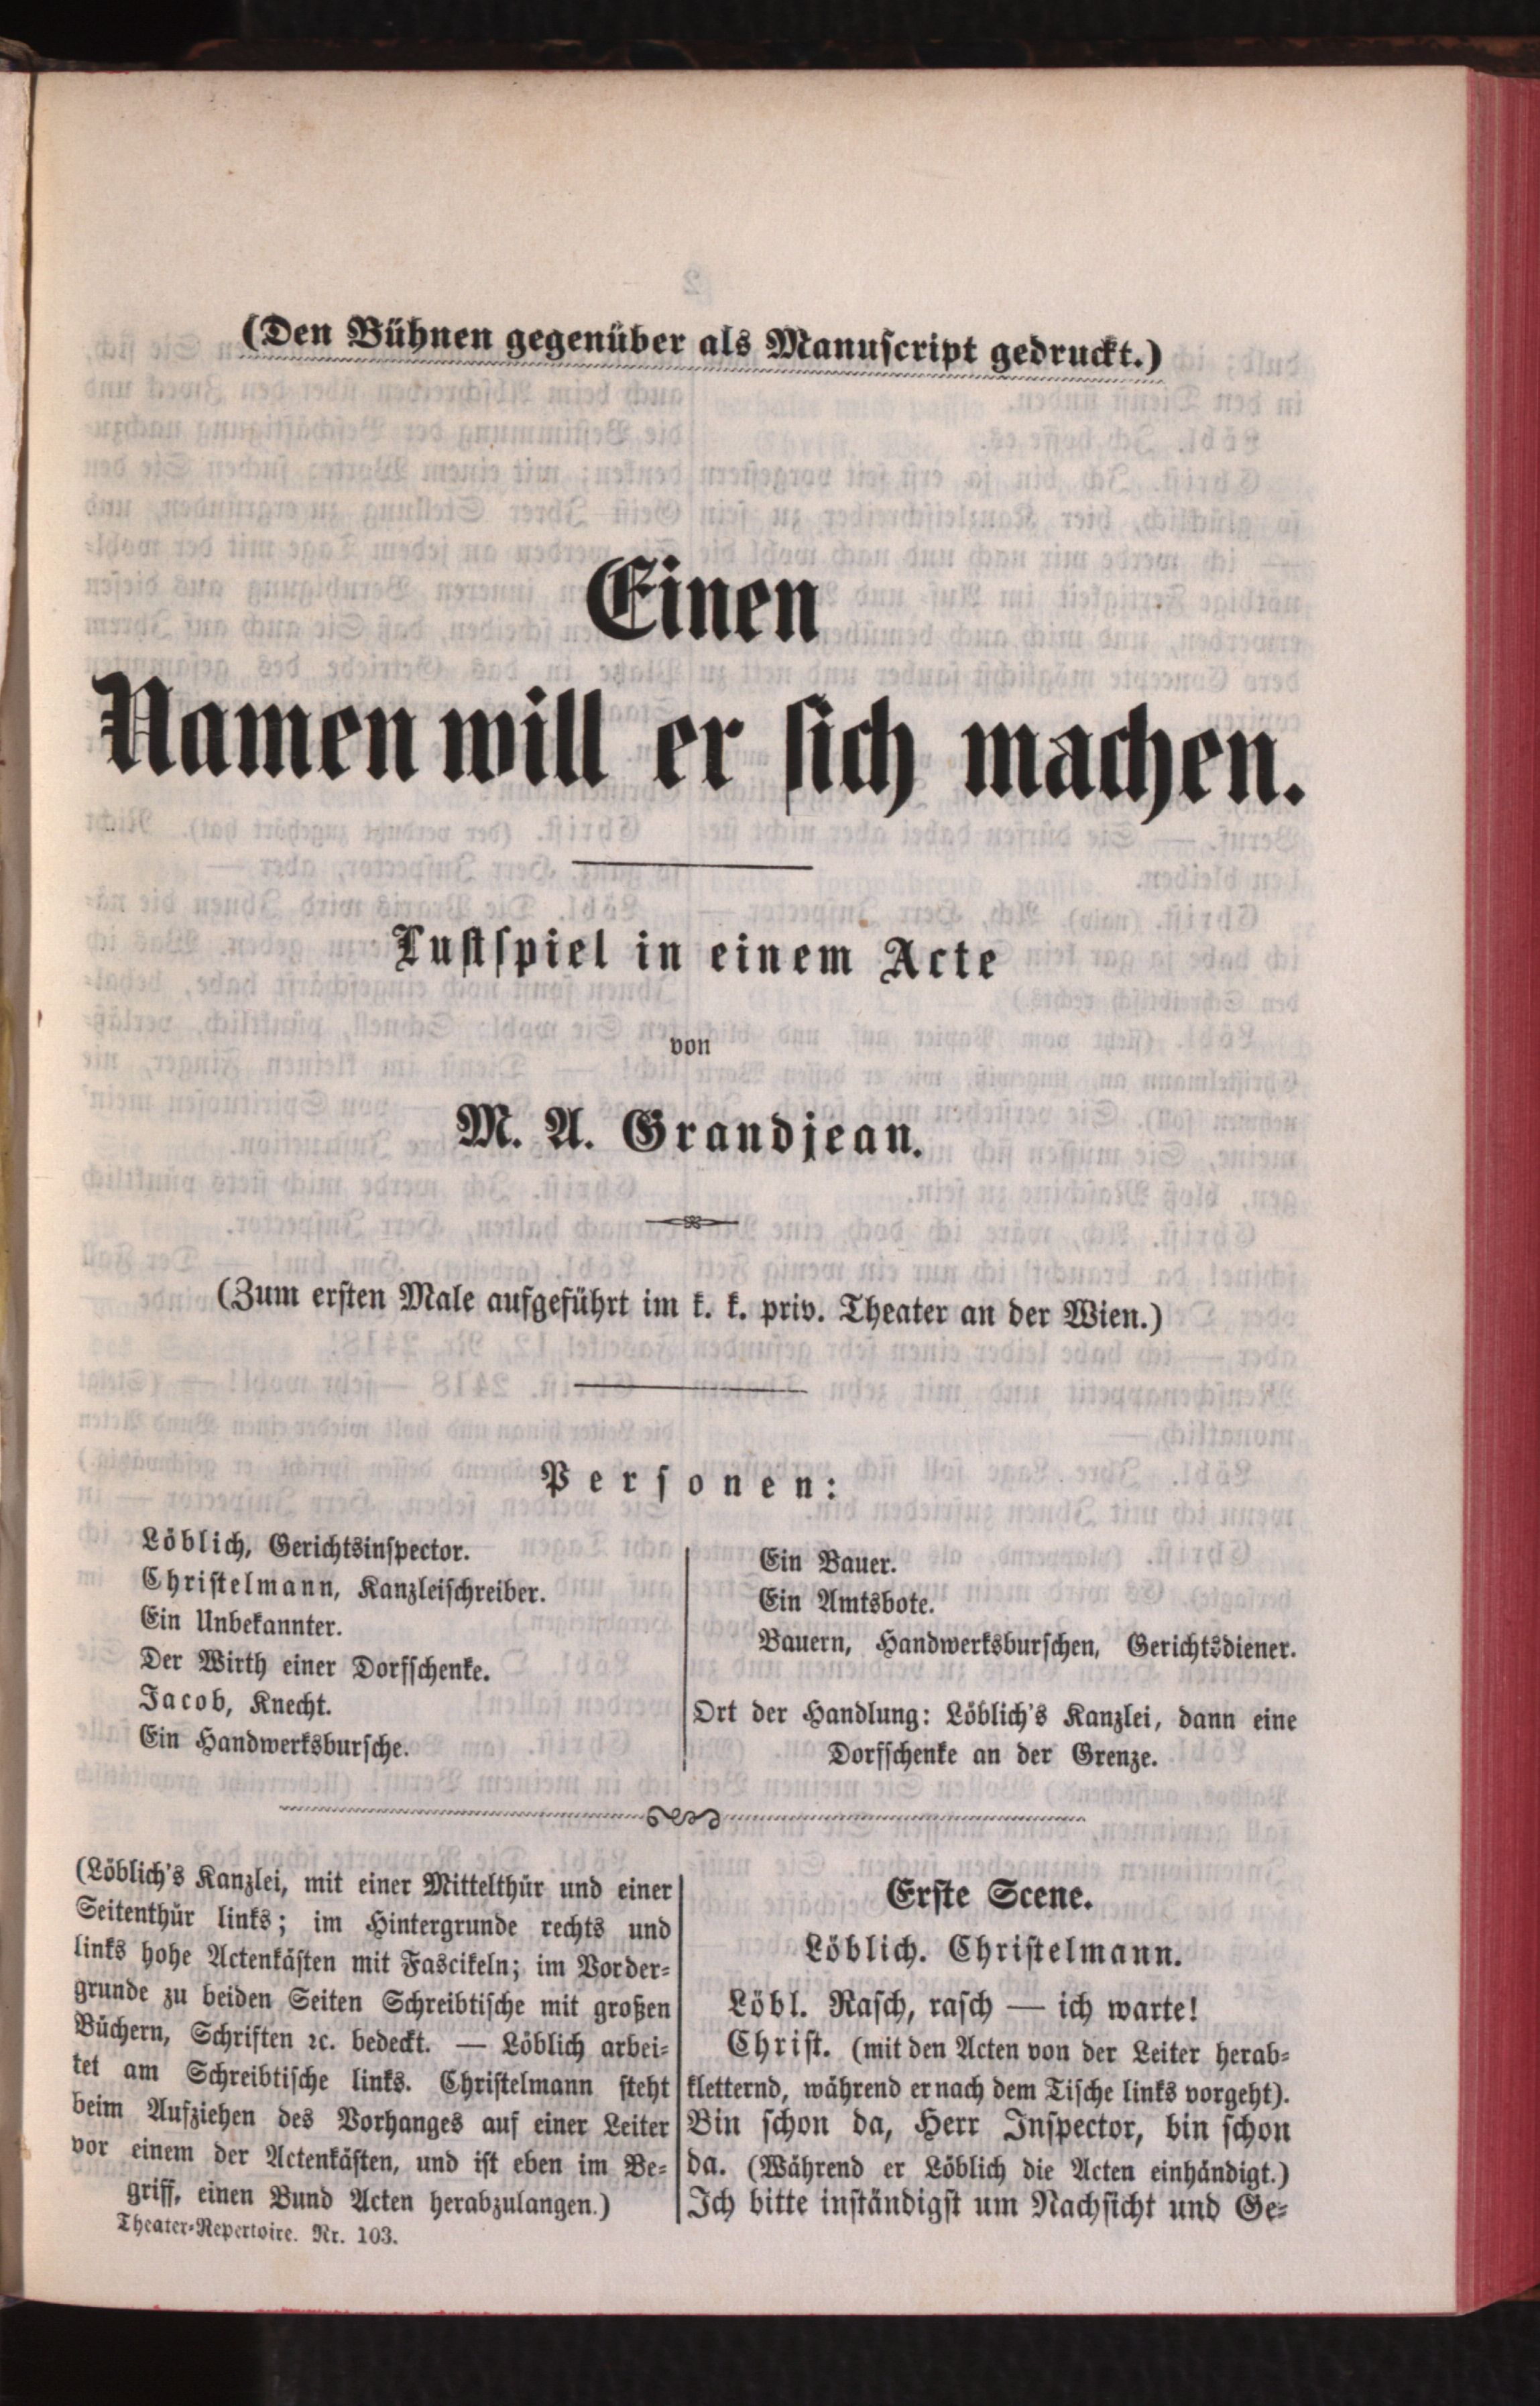 (Den Bühnen gegenüber als Manuscript gedruckt.)
Einen
Namen will er sich machen.
Lustspiel in einem Acte
von
M. A. Grandjean.
(Zum ersten Male aufgeführt im k. k. priv. Theater an der Wien.)
Personen:
Löblich, Gerichtsinspector.
Christelmann, Kanzleischreiber.
Ein Unbekannter.
Der Wirth einer Dorfschenke.
Jacob, Knecht.
Ein Handwerksbursche.
Ein Bauer.
Ein Amtsbote.
Bauern, Handwerksburschen, Gerichtsdiener.
Ort der Handlung: Löblich's Kanzlei, dann eine
Dorfschenke an der Grenze.
(Löblich's Kanzlei, mit einer Mittelthür und einer
Seitenthür links; im Hintergrunde rechts und
links hohe Actenkästen mit Fascikeln; im Vorder-
grunde zu beiden Seiten Schreibtische mit großen
Büchern, Schriften ꝛc. bedeckt. — Löblich arbei-
tet am Schreibtische links. Christelmann steht
beim Aufziehen des Vorhanges auf einer Leiter
vor einem der Actenkästen, und ist eben im Be-
griff, einen Bund Acten herabzulangen.)
Theater-Repertoire. Nr. 103.
Erste Scene.
Löblich. Christelmann.
Löbl. Rasch, rasch — ich warte!
Christ. (mit den Acten von der Leiter herab-
kletternd, während er nach dem Tische links vorgeht).
Bin schon da, Herr Inspector, bin schon
da. (Während er Löblich die Acten einhändigt.)
Ich bitte inständigst um Nachsicht und Ge-